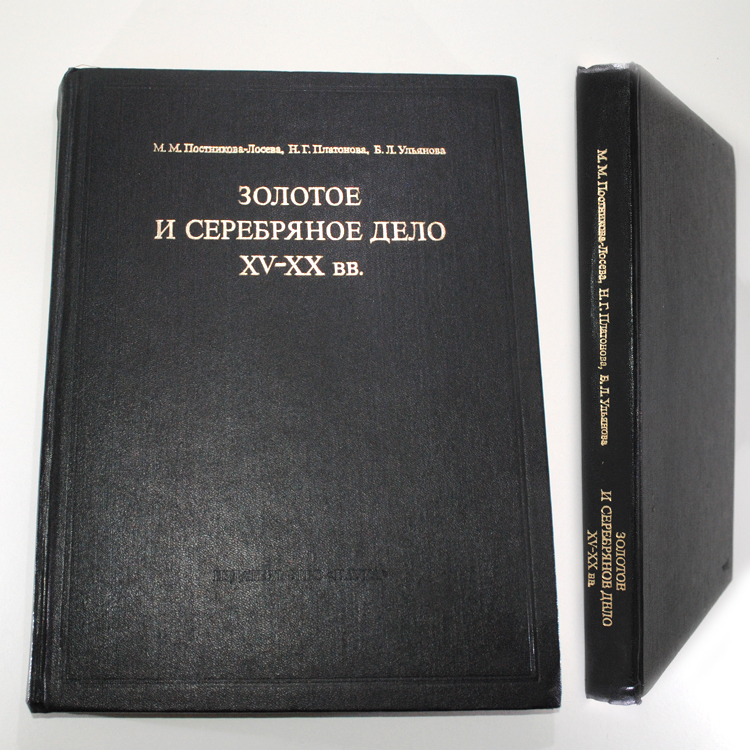 М. М. Постникова-Лосева, Н. Г. Платонова, Б. Л. Ульянова
ЗОЛОТОЕ
И СЕРЕБРЯНОЕ ДЕЛО
XV–XX вв.
М. М. Постникова-Лосева, Н. Г. Платонова, Б. Л. Ульянова
ЗОЛОТОЕ
И СЕРЕБРЯНОЕ ДЕЛО
XV–XX вв.